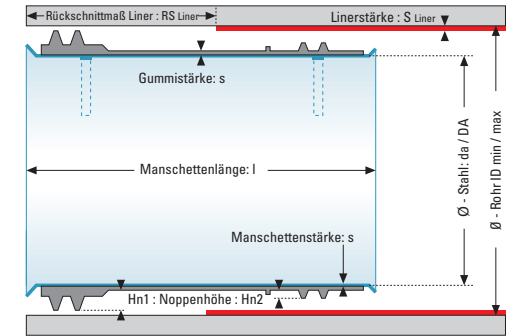 Rückschnittmaß Liner : RS Liner
Linerstärke : S Liner
Gummistärke: s
Manschettenlänge: l
Ø - Stahl: da / DA
Ø - Rohr ID min / max
Manschettenstärke: s
Hn1 : Noppenhöhe : Hn2